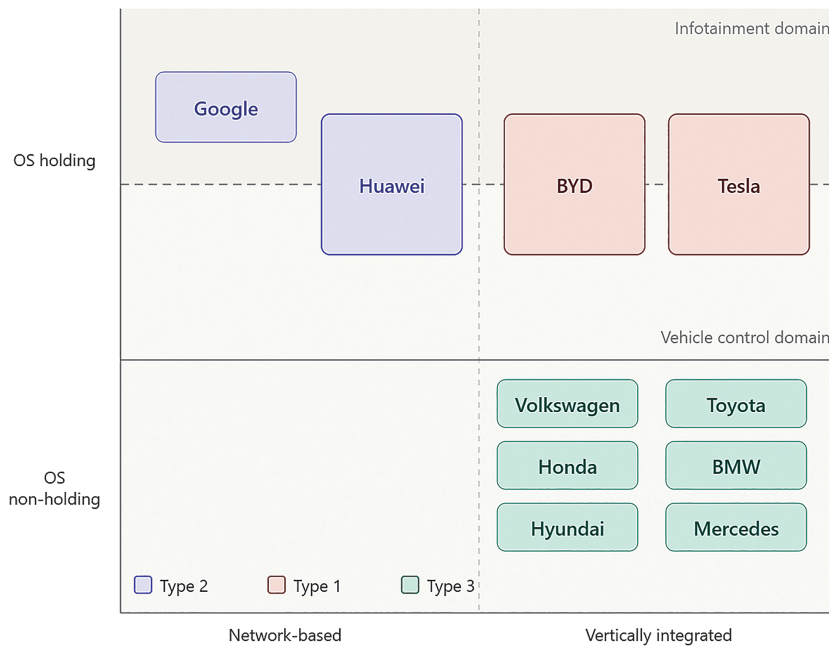 Infotainment domain
Google
OS holding
Huawei
BYD
Tesla
Vehicle control domain
Volkswagen
Toyota
Honda
BMW
OS
non-holding
Hyundai
Mercedes
Type 2
Type 1
Type 3
Network-based
Vertically integrated